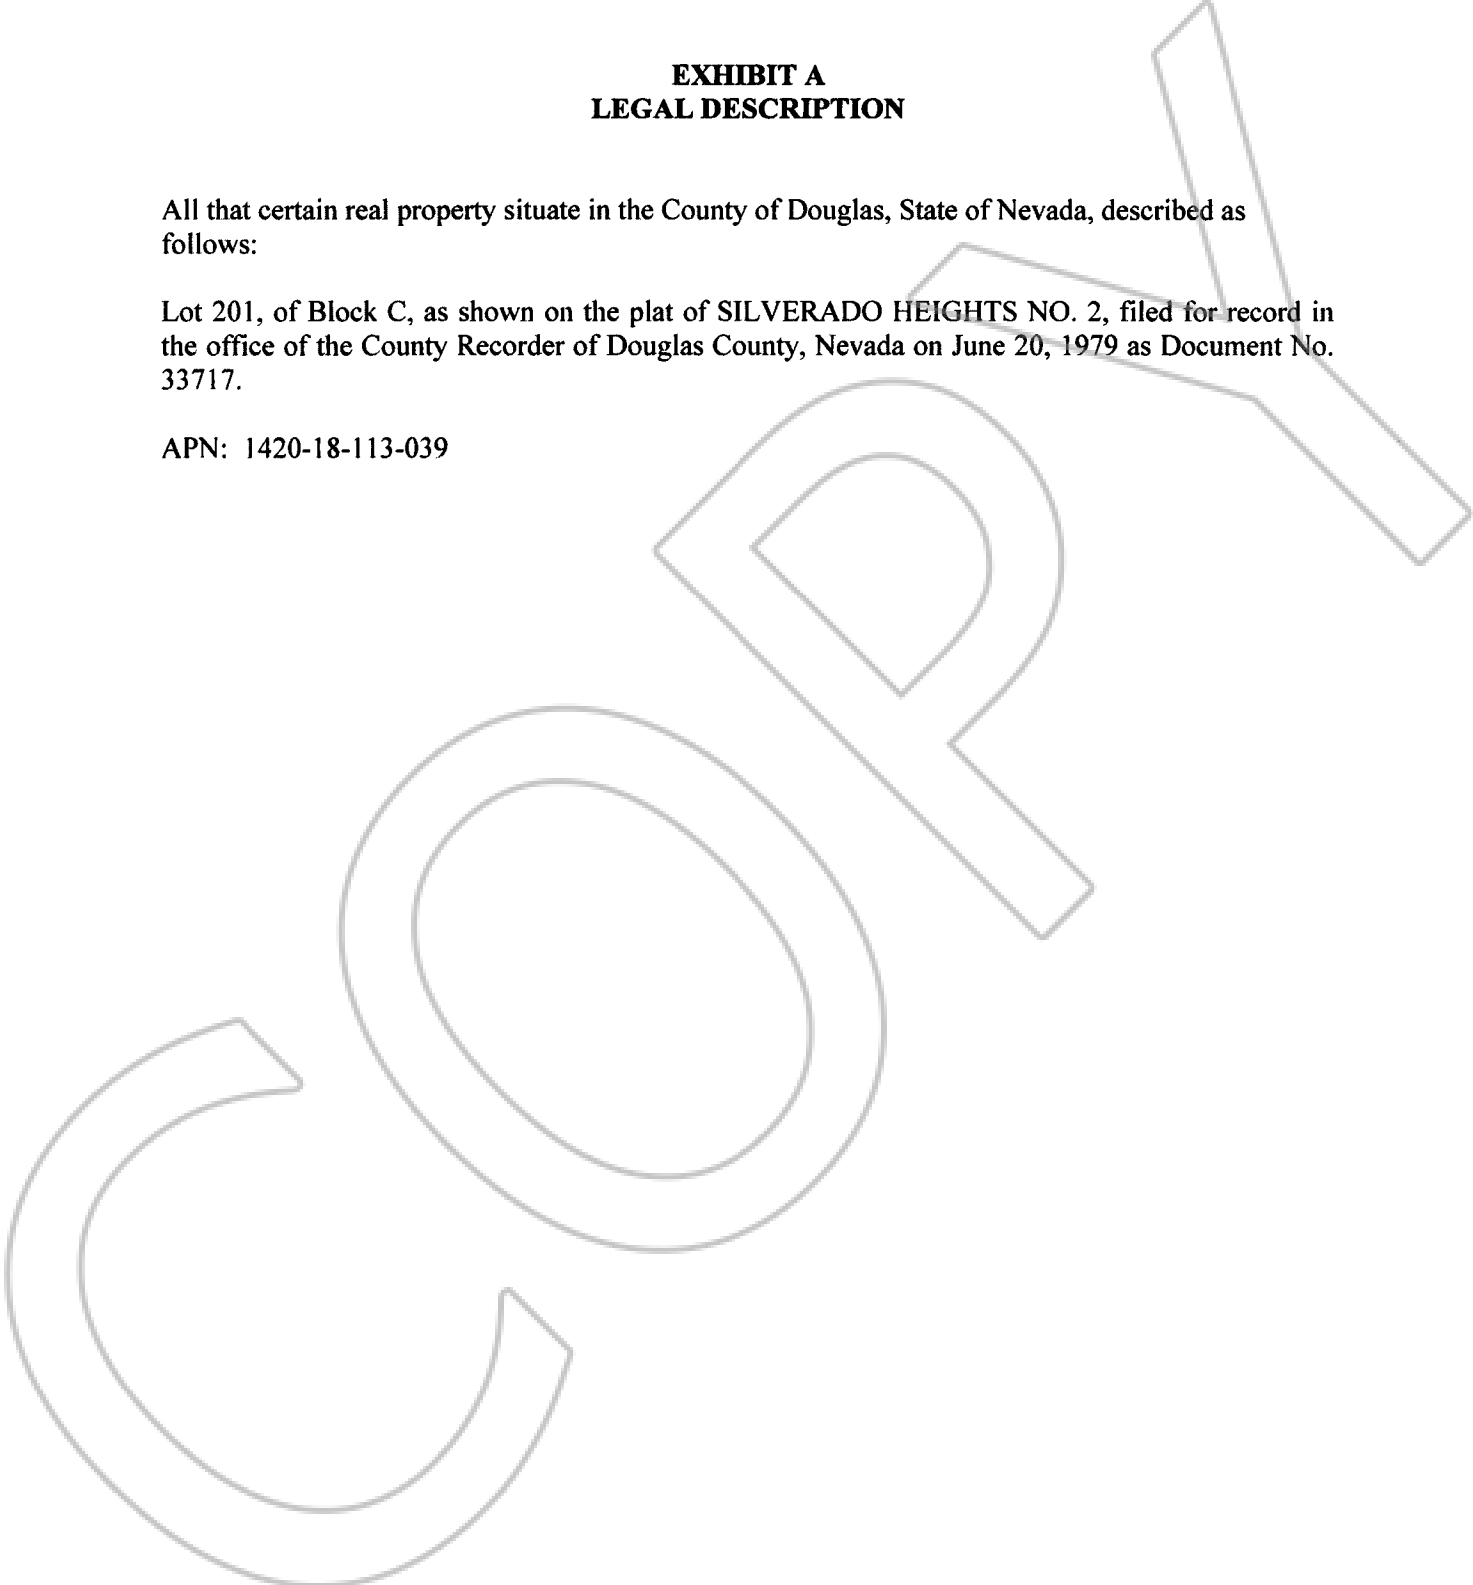 EXHIBIT A
LEGAL DESCRIPTION
All that certain real property situate in the County of Douglas, State of Nevada, described as
follows:
Lot 201, of Block C, as shown on the plat of SILVERADO HEIGHTS NO. 2, filed for record in
the office of the County Recorder of Douglas County, Nevada on June 20, 1979 as Document No.
33717.
APN: 1420-18-113-039
COPY